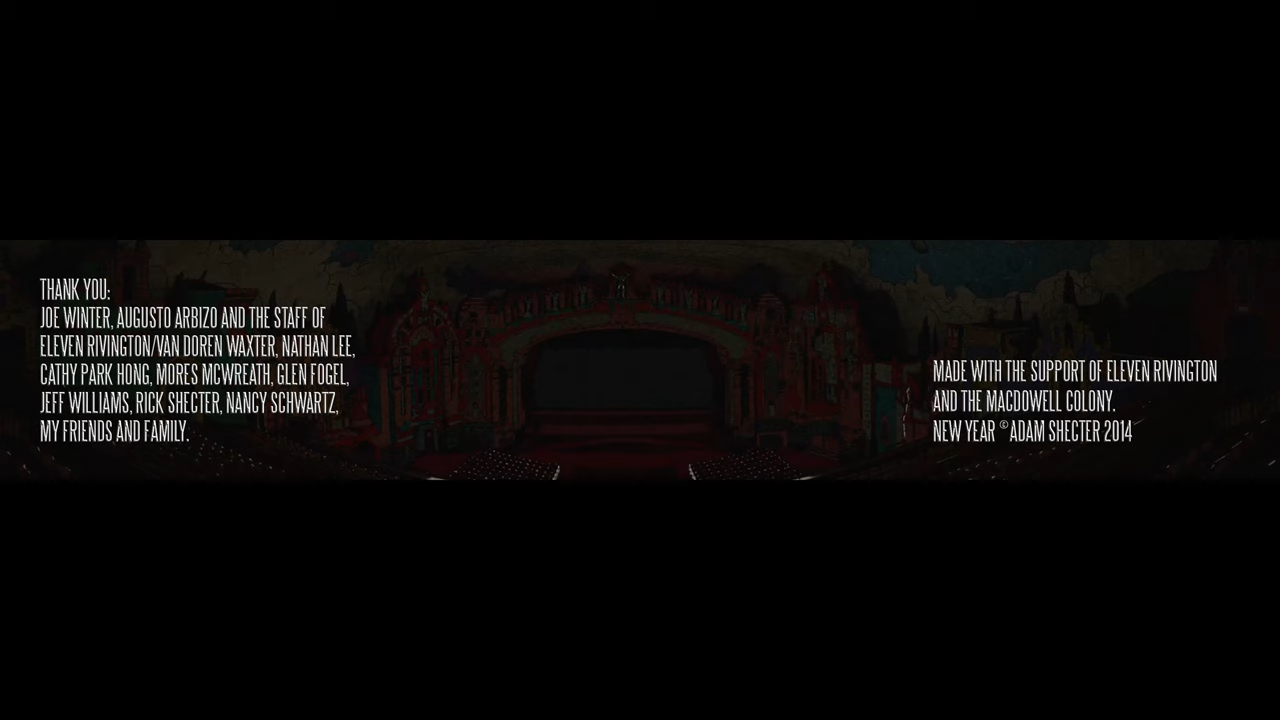 THANK YOU:
JOE WINTER, AUGUSTO ARBIZO AND THE STAFF OF
ELEVEN RIVINGTON/VAN DOREN WAXTER, NATHAN LEE,
CATHY PARK HONG, MORES MCWREATH, GLEN FOGEL,
JEFF WILLIAMS, RICK SHECTER, NANCY SCHWARTZ,
MY FRIENDS AND FAMILY.
MADE WITH THE SUPPORT OF ELEVEN RIVINGTON
AND THE MACDOWELL COLONY.
NEW YEAR ©ADAM SHECTER 2014